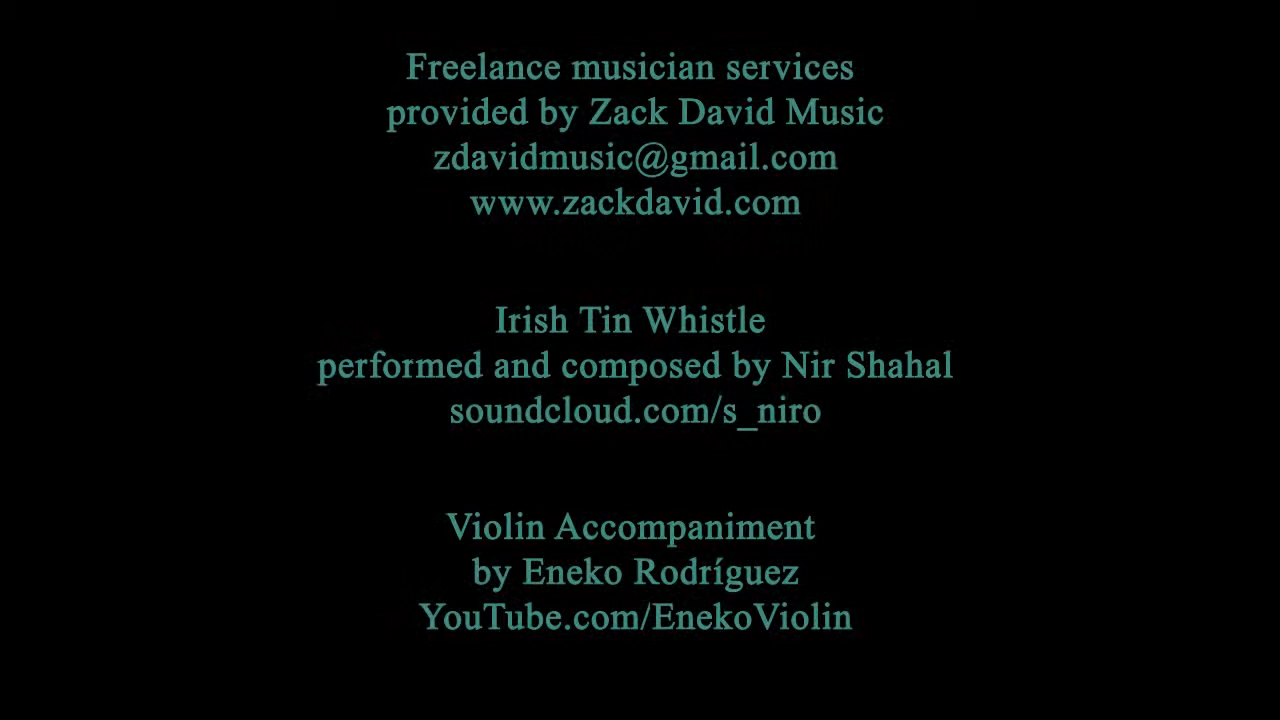 Freelance musician services
provided by Zack David Music
zdavidmusic@gmail.com
www.zackdavid.com
Irish Tin Whistle
performed and composed by Nir Shahal
soundcloud.com/s_niro
Violin Accompaniment
by Eneko Rodríguez
YouTube.com/EnekoViolin